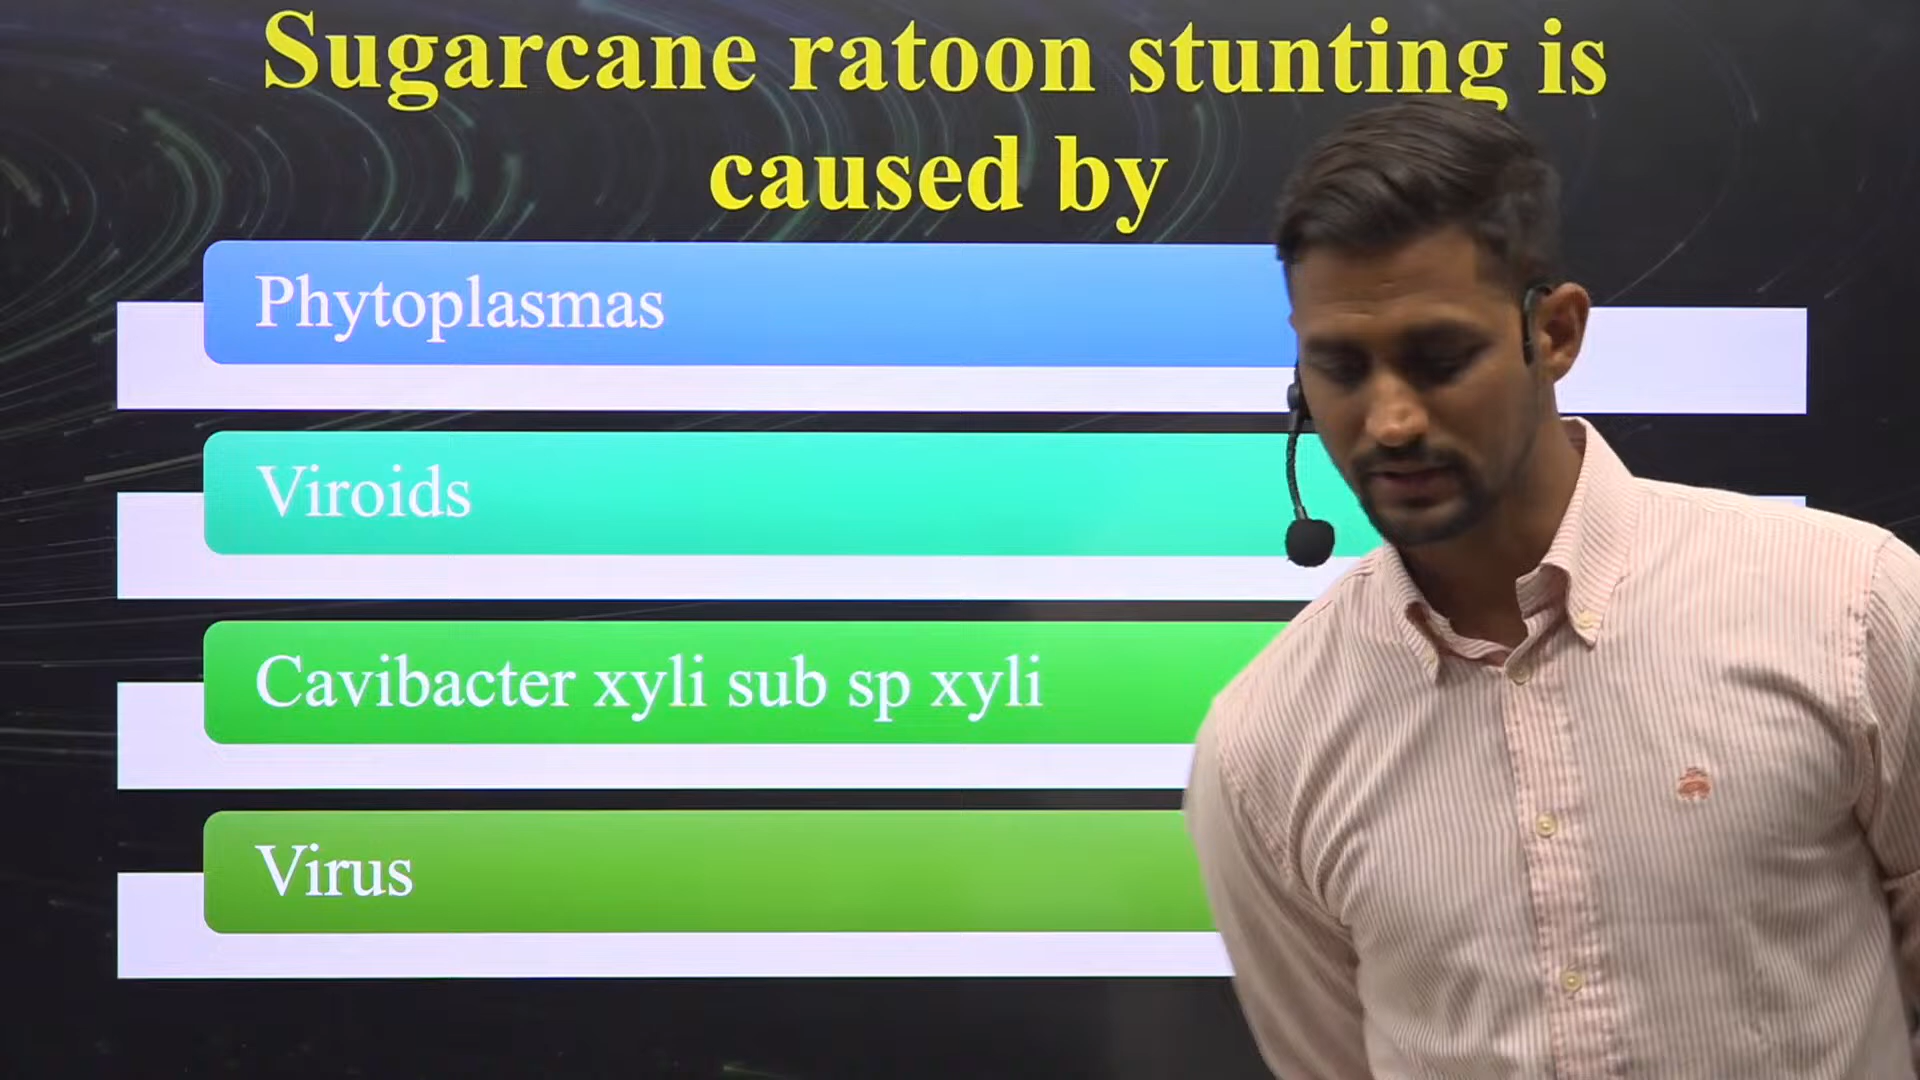 Sugarcane ratoon stunting is
caused by
Phytoplasmas
Viroids
Cavibacter xyli sub sp xyli
Virus